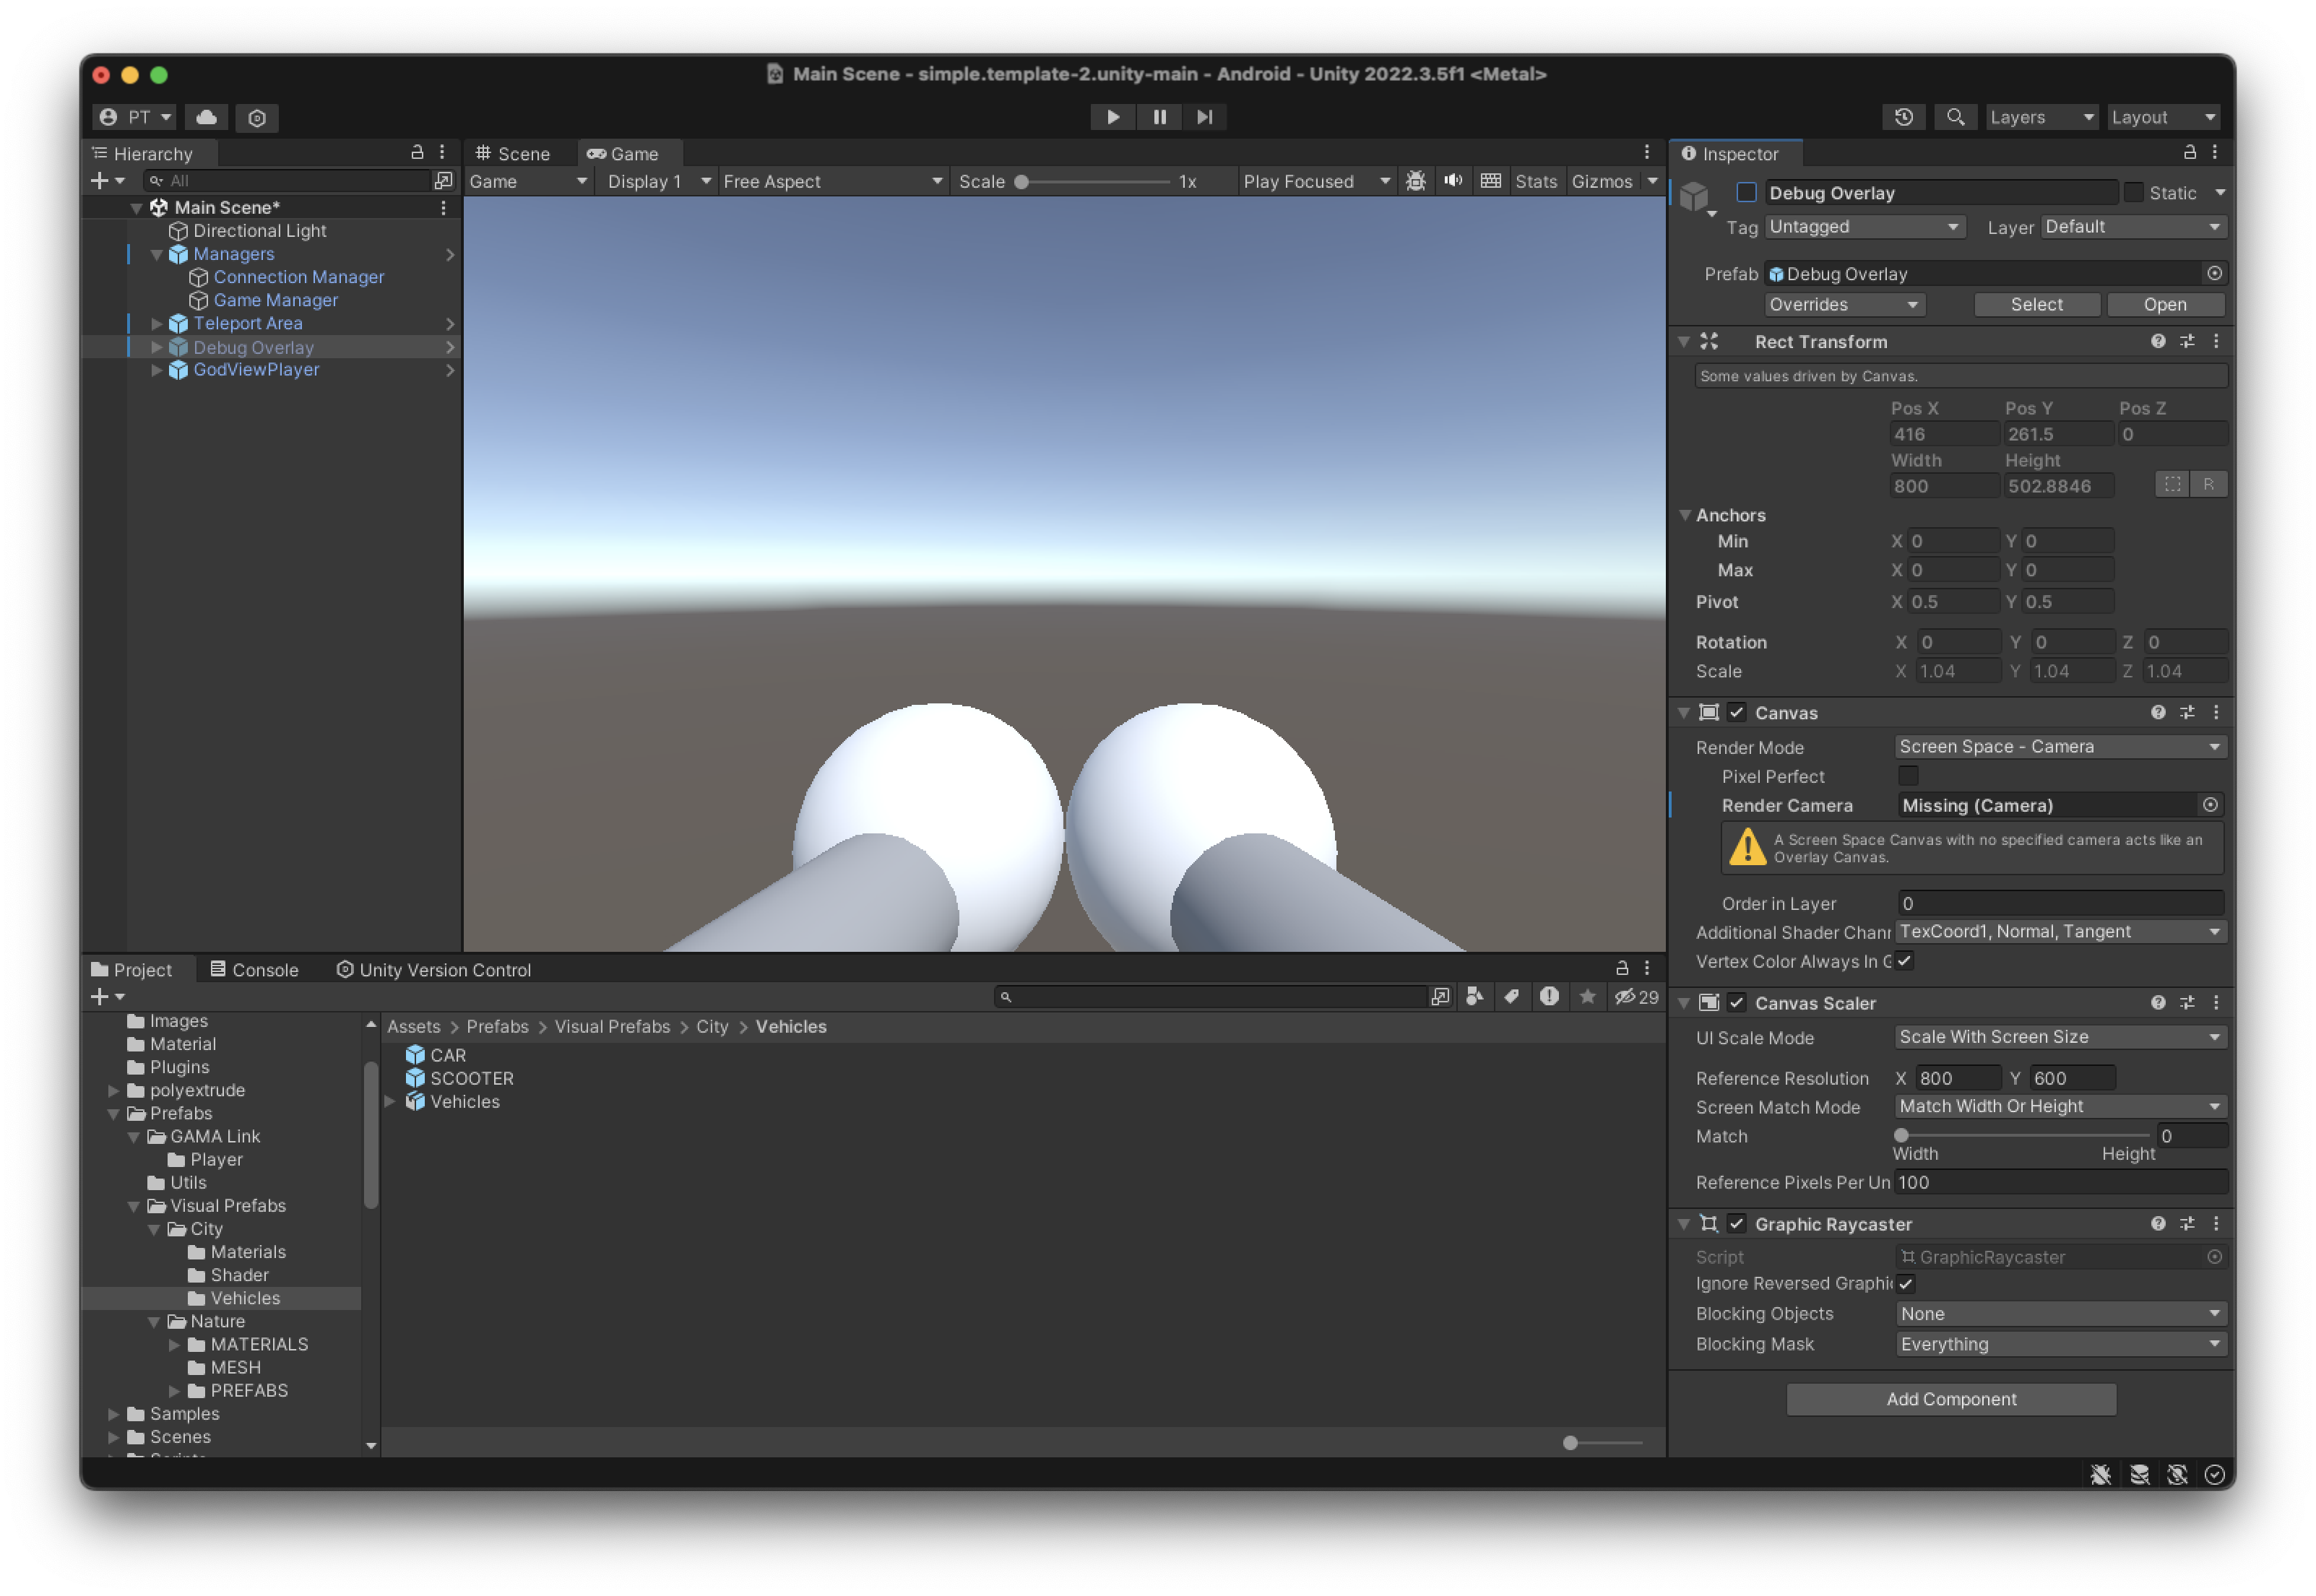 Main Scene - simple.template-2.unity-main - Android - Unity 2022.3.5f1 <Metal>
PT
Layers
Layout
Hierarchy
All
Main Scene*
Directional Light
Managers
Connection Manager
Game Manager
Teleport Area
Debug Overlay
GodViewPlayer
Scene
Game
Game
Display 1
Free Aspect
Scale
1x
Play Focused
Stats
Gizmos
Project
Console
Unity Version Control
29
Images
Material
Plugins
polyextrude
Prefabs
GAMA Link
Player
Utils
Visual Prefabs
City
Materials
Shader
Vehicles
Nature
MATERIALS
MESH
PREFABS
Samples
Scenes
Assets > Prefabs > Visual Prefabs > City > Vehicles
CAR
SCOOTER
Vehicles
Inspector
Debug Overlay
Static
Tag Untagged
Layer Default
Prefab Debug Overlay
Overrides
Select
Open
Rect Transform
Some values driven by Canvas.
Pos X Pos Y Pos Z
416 261.5 0
Width Height
800 502.8846
R
Anchors
Min X 0 Y 0
Max X 0 Y 0
Pivot X 0.5 Y 0.5
Rotation X 0 Y 0 Z 0
Scale X 1.04 Y 1.04 Z 1.04
Canvas
Render Mode Screen Space - Camera
Pixel Perfect
Render Camera Missing (Camera)
A Screen Space Canvas with no specified camera acts like an
Overlay Canvas.
Order in Layer 0
Additional Shader Chanr TexCoord1, Normal, Tangent
Vertex Color Always In G
Canvas Scaler
UI Scale Mode Scale With Screen Size
Reference Resolution X 800 Y 600
Screen Match Mode Match Width Or Height
Match 0
Width Height
Reference Pixels Per Un 100
Graphic Raycaster
Script GraphicRaycaster
Ignore Reversed Graphic
Blocking Objects None
Blocking Mask Everything
Add Component